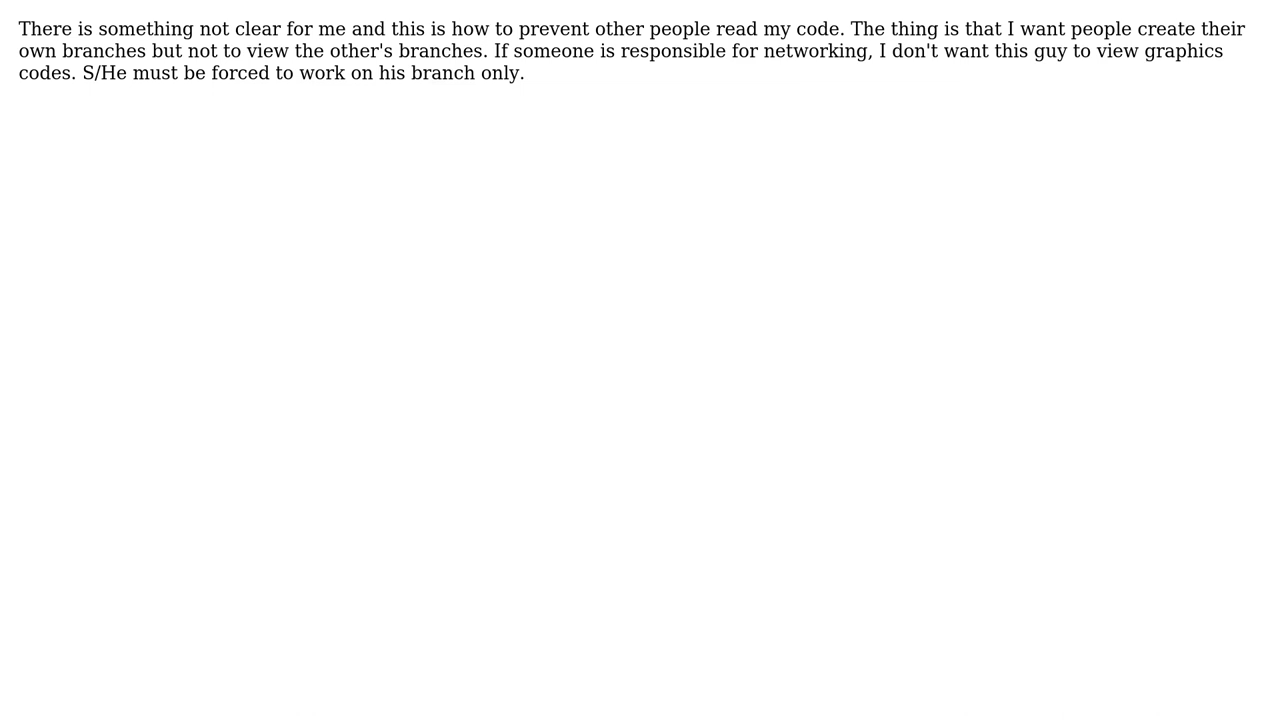 There is something not clear for me and this is how to prevent other people read my code. The thing is that I want people create their
own branches but not to view the other's branches. If someone is responsible for networking, I don't want this guy to view graphics
codes. S/He must be forced to work on his branch only.